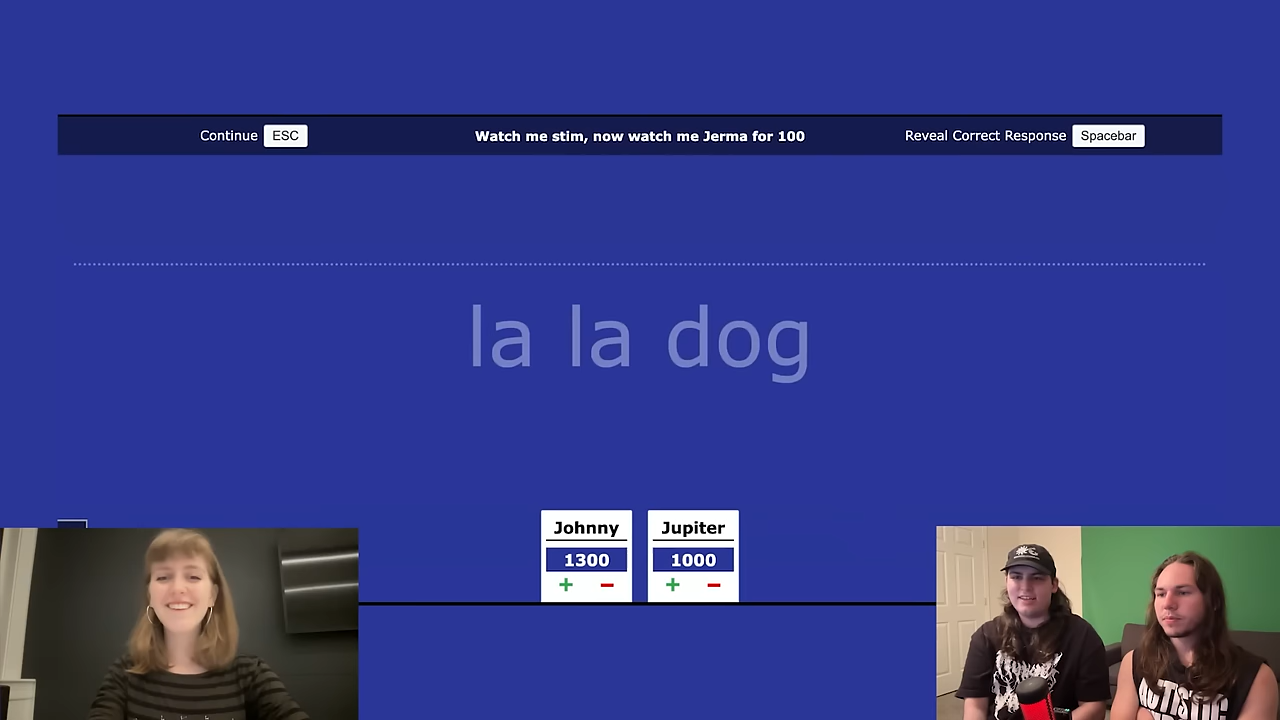 Continue ESC
Watch me stim, now watch me Jerma for 100
Reveal Correct Response Spacebar
la la dog
Johnny
1300
+ −
Jupiter
1000
+ −